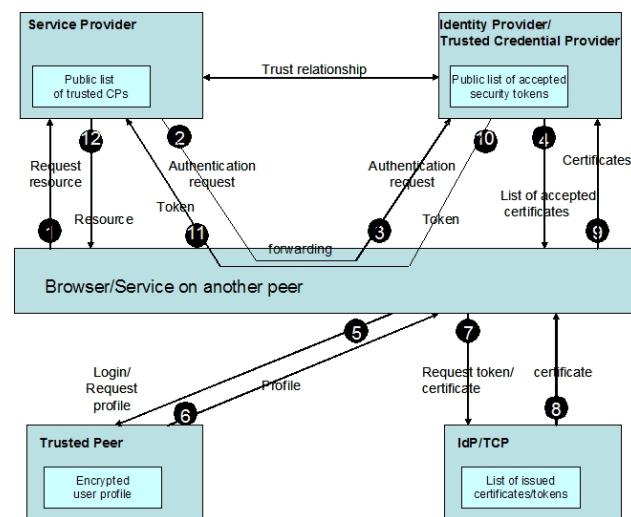 Service Provider
Public list
of trusted CPs
Identity Provider/
Trusted Credential Provider
Public list of accepted
security tokens
Trust relationship
12
2
10
4
Request
resource
Authentication
request
Authentication
request
Certificates
List of accepted
certificates
Resource
Token
Token
1
11
3
9
forwarding
Browser/Service on another peer
5
7
Login/
Request
profile
Profile
Request token/
certificate
certificate
6
8
Trusted Peer
Encrypted
user profile
IdP/TCP
List of issued
certificates/tokens